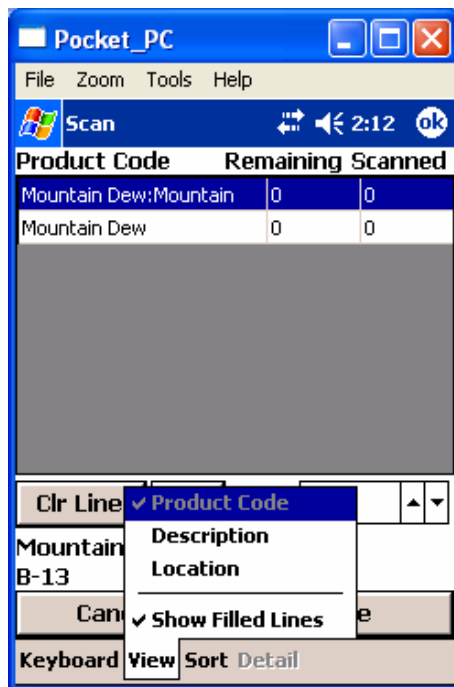 Pocket_PC
File Zoom Tools Help
Scan 2:12 ok
Product Code Remaining Scanned
Mountain Dew:Mountain 0 0
Mountain Dew 0 0
Clr Line
✓ Product Code
Description
Location
✓ Show Filled Lines
Mountain
B-13
Keyboard View Sort Detail